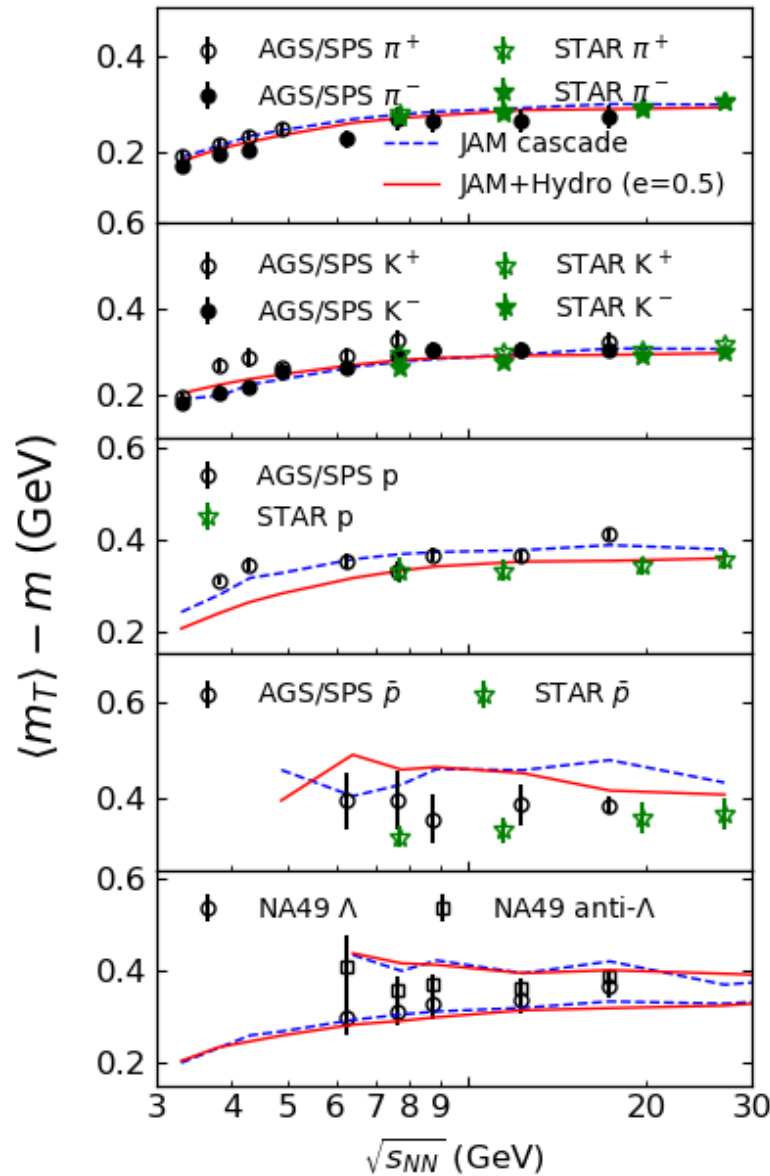 0.4
AGS/SPS π⁺ STAR π⁺
AGS/SPS π⁻ STAR π⁻
0.2
JAM cascade
JAM+Hydro (e=0.5)
0.6
AGS/SPS K⁺ STAR K⁺
0.4
AGS/SPS K⁻ STAR K⁻
0.2
0.6
AGS/SPS p
STAR p
0.4
0.2
⟨m_T⟩ − m (GeV)
0.6
AGS/SPS p̄ STAR p̄
0.4
0.6
NA49 Λ NA49 anti-Λ
0.4
0.2
3 4 5 6 7 8 9 20 30
√s_NN (GeV)